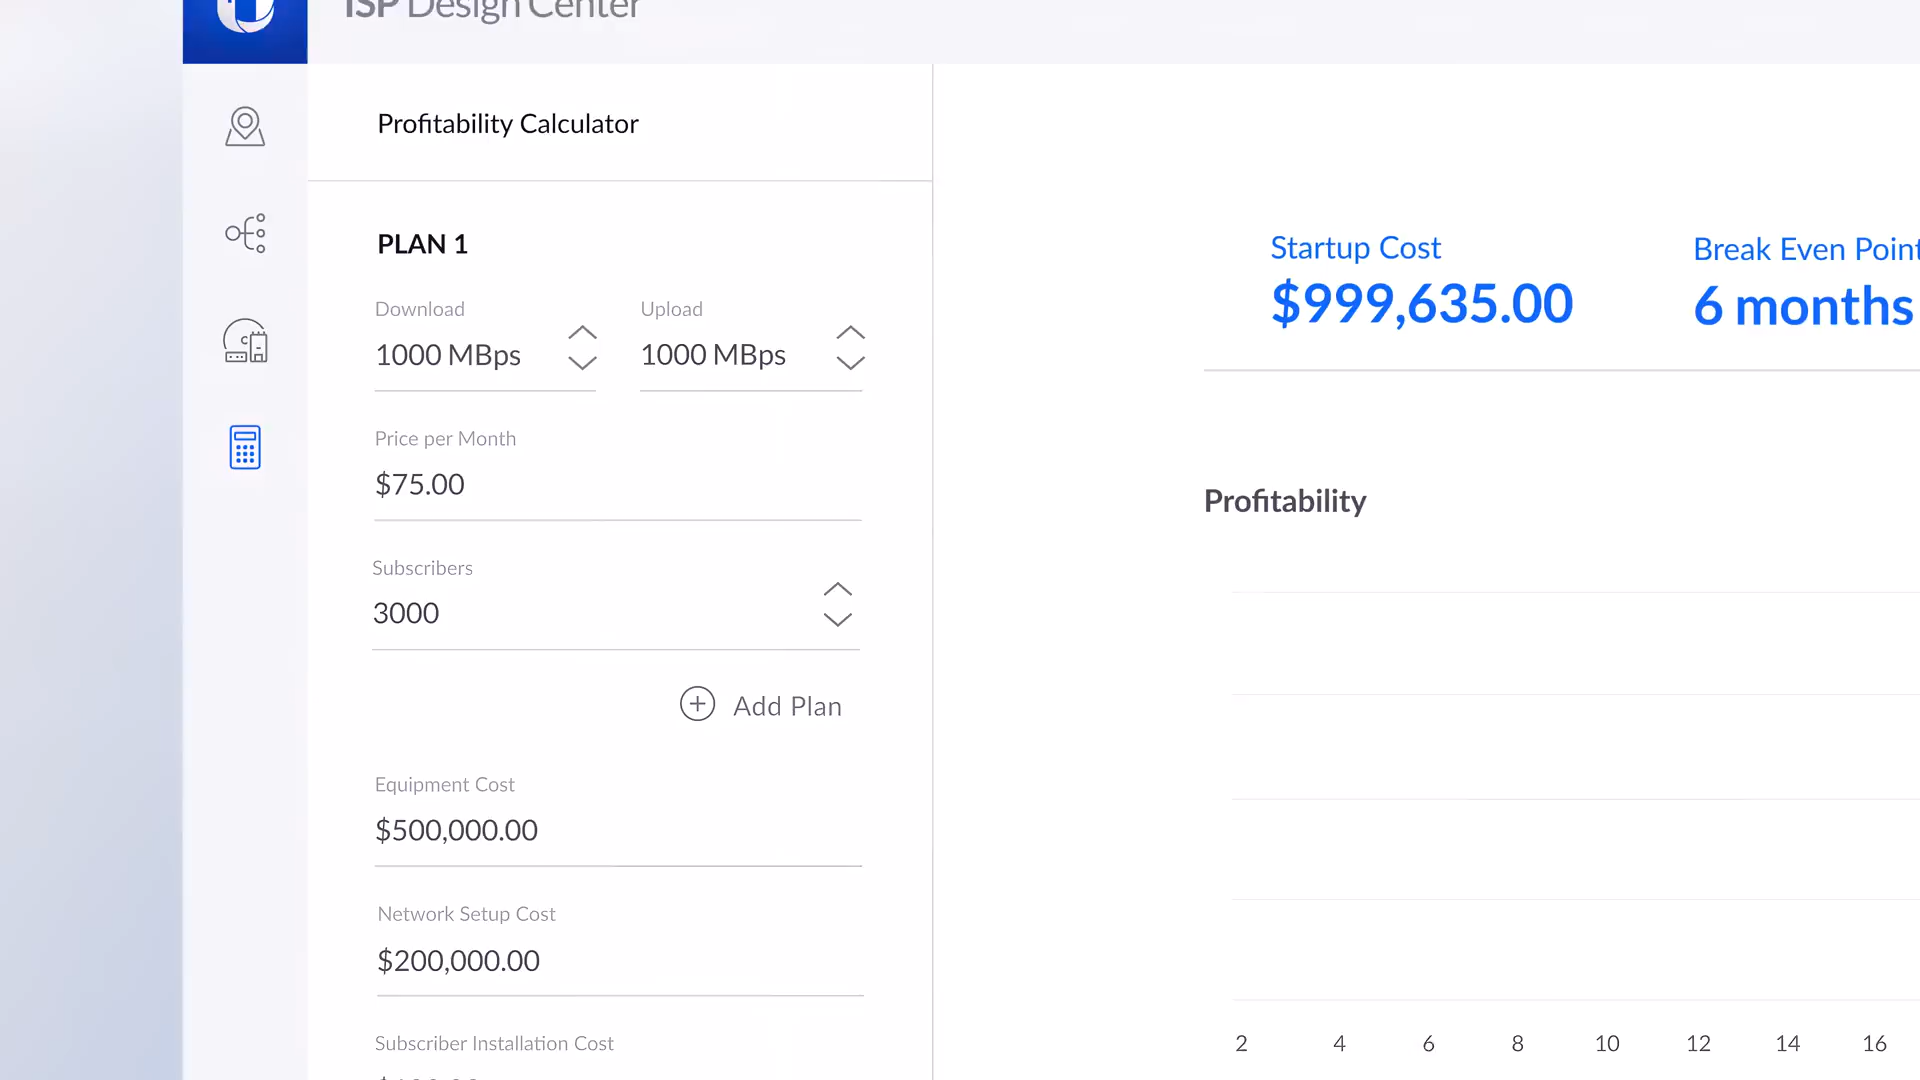 ISP Design Center
Profitability Calculator
PLAN 1
Download
1000 MBps
Upload
1000 MBps
Price per Month
$75.00
Subscribers
3000
Add Plan
Equipment Cost
$500,000.00
Network Setup Cost
$200,000.00
Subscriber Installation Cost
Startup Cost
$999,635.00
Break Even Point
6 months
Profitability
2 4 6 8 10 12 14 16